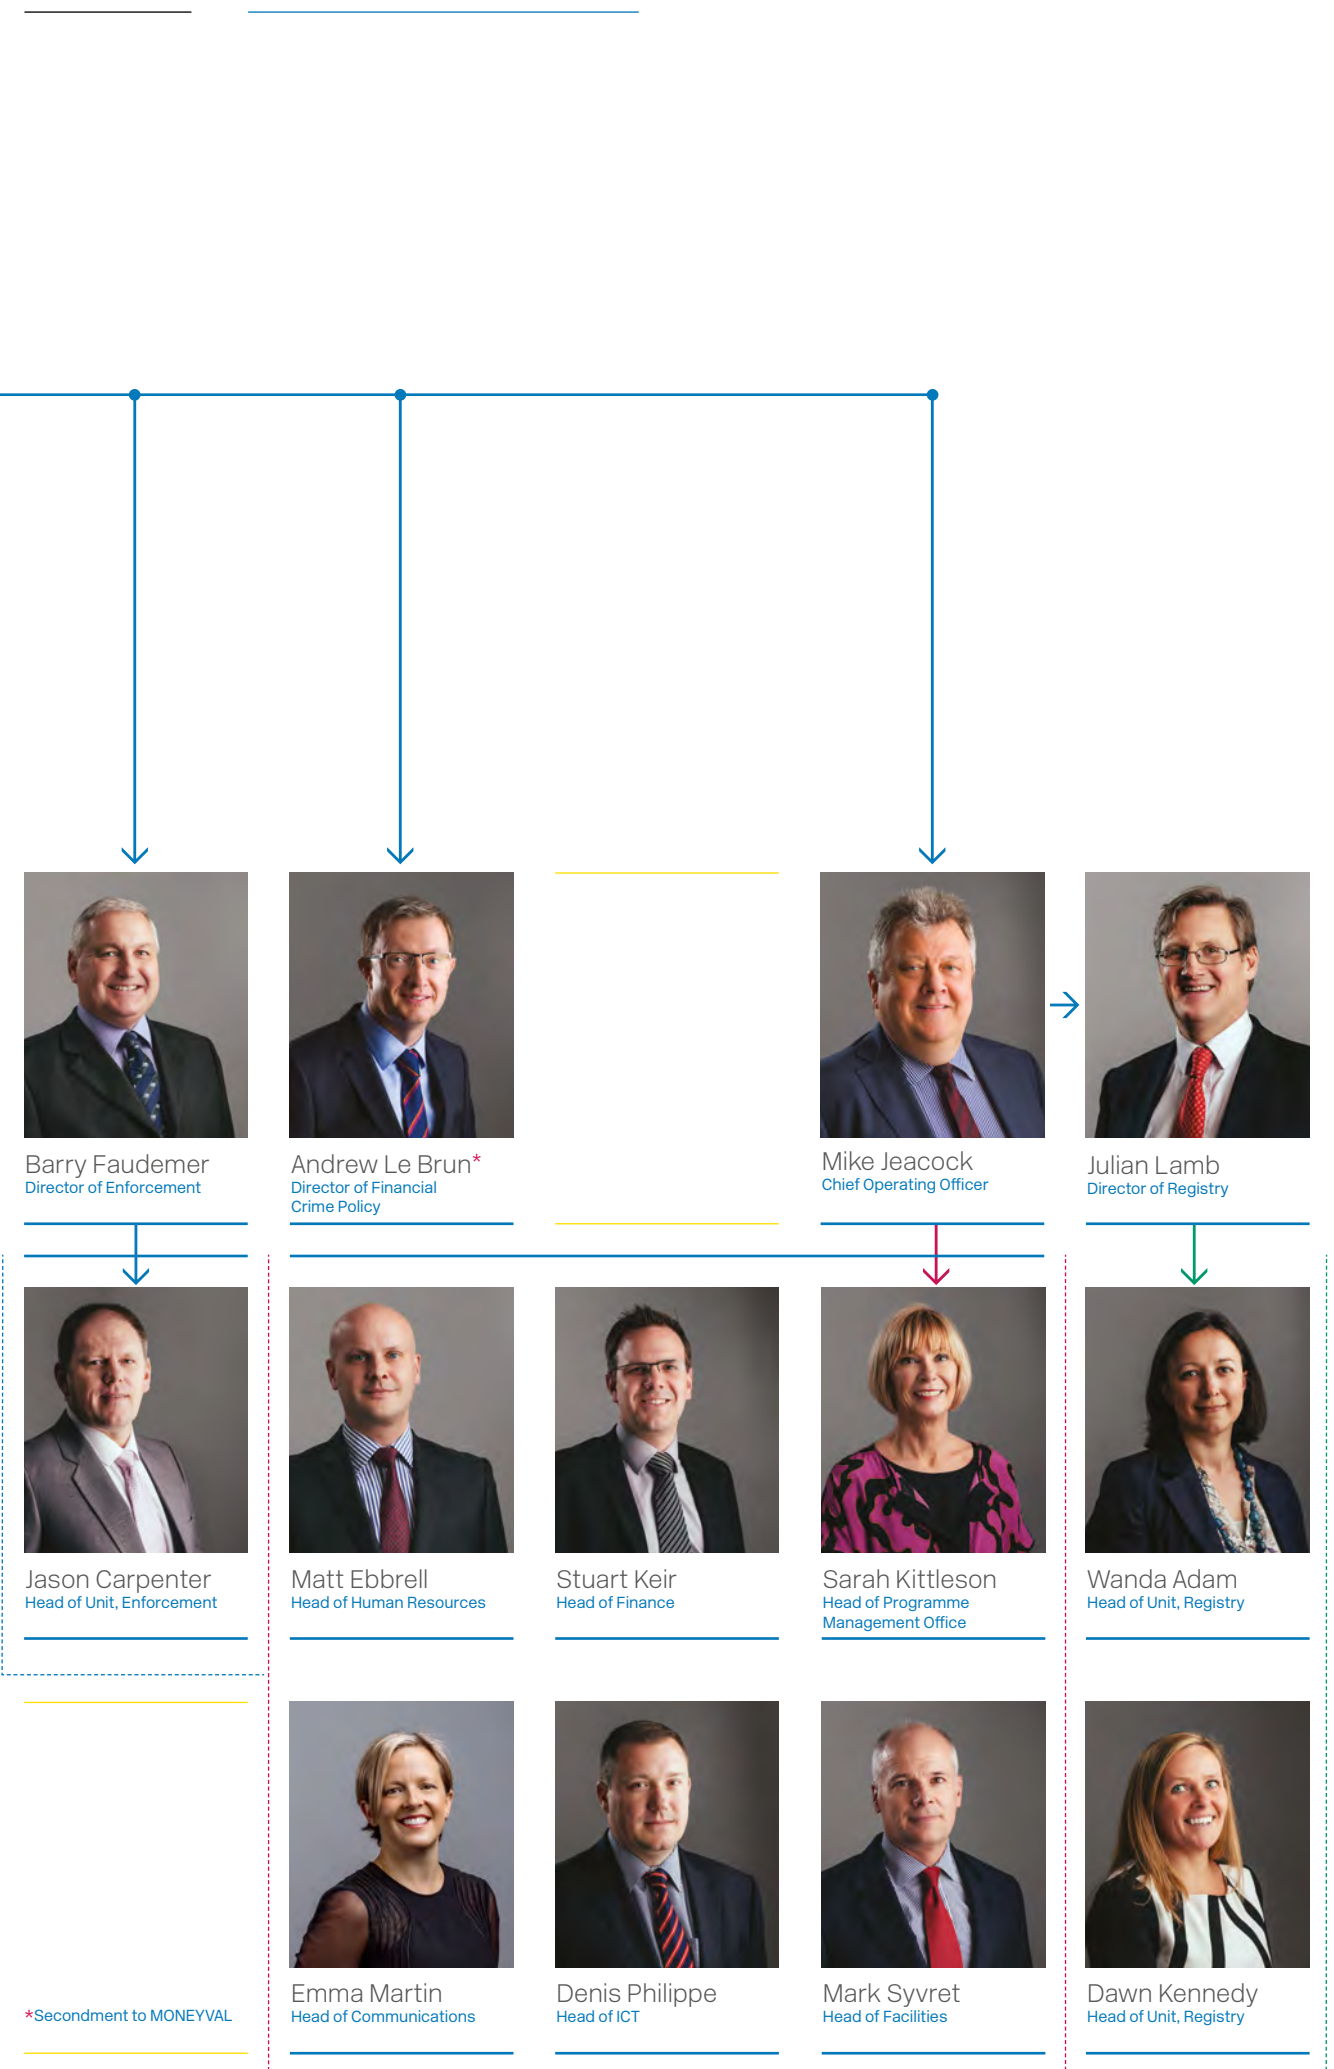 Barry Faudemer
Director of Enforcement
Andrew Le Brun*
Director of Financial
Crime Policy
Mike Jeacock
Chief Operating Officer
Julian Lamb
Director of Registry
Jason Carpenter
Head of Unit, Enforcement
Matt Ebbrell
Head of Human Resources
Stuart Keir
Head of Finance
Sarah Kittleson
Head of Programme
Management Office
Wanda Adam
Head of Unit, Registry
*Secondment to MONEYVAL
Emma Martin
Head of Communications
Denis Philippe
Head of ICT
Mark Syvret
Head of Facilities
Dawn Kennedy
Head of Unit, Registry